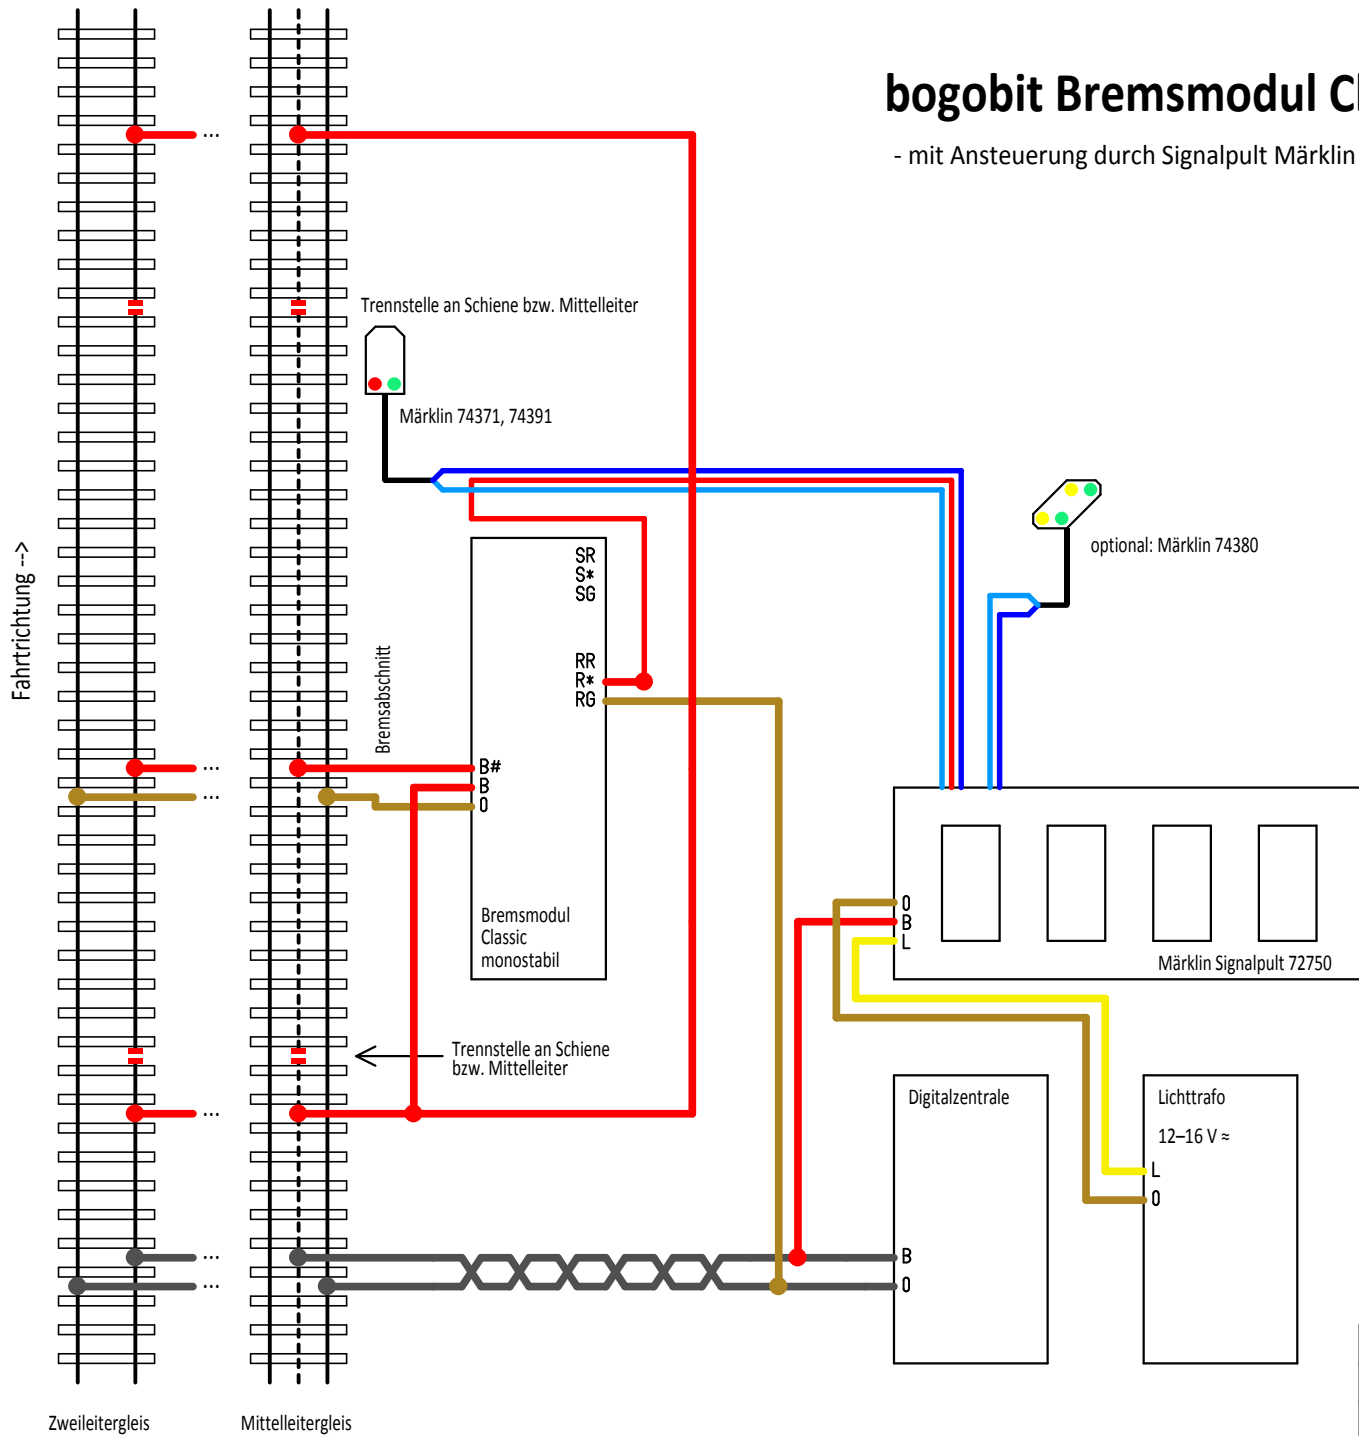 bogobit Bremsmodul Cl
- mit Ansteuerung durch Signalpult Märklin
...
Trennstelle an Schiene bzw. Mittelleiter
Märklin 74371, 74391
optional: Märklin 74380
Fahrtrichtung -->
Bremsabschnitt
SR
S*
SG
RR
R*
RG
B#
B
0
...
...
Bremsmodul
Classic
monostabil
0
B
L
Märklin Signalpult 72750
Trennstelle an Schiene
bzw. Mittelleiter
...
Digitalzentrale
B
0
Lichttrafo
12–16 V ≈
L
0
...
...
Zweileitergleis
Mittelleitergleis